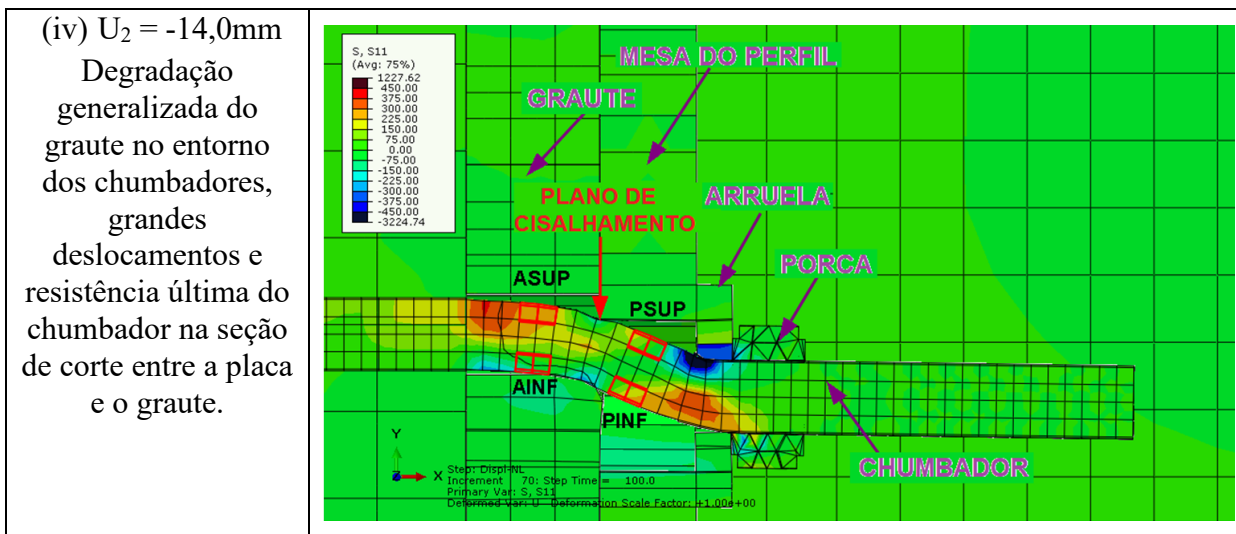 (iv) U₂ = -14,0mm
Degradação
generalizada do
graute no entorno
dos chumbadores,
grandes
deslocamentos e
resistência última do
chumbador na seção
de corte entre a placa
e o graute.
S, S11
(Avg: 75%)
1227.62
450.00
375.00
300.00
225.00
150.00
75.00
0.00
-75.00
-150.00
-225.00
-300.00
-375.00
-450.00
-3224.74
MESA DO PERFIL
GRAUTE
PLANO DE
CISALHAMENTO
ARRUELA
PORCA
ASUP
PSUP
AINF
PINF
CHUMBADOR
Y
X
Step: Displ-NL
Increment 70: Step Time = 100.0
Primary Var: S, S11
Deformed Var: U Deformation Scale Factor: +1.00e+00